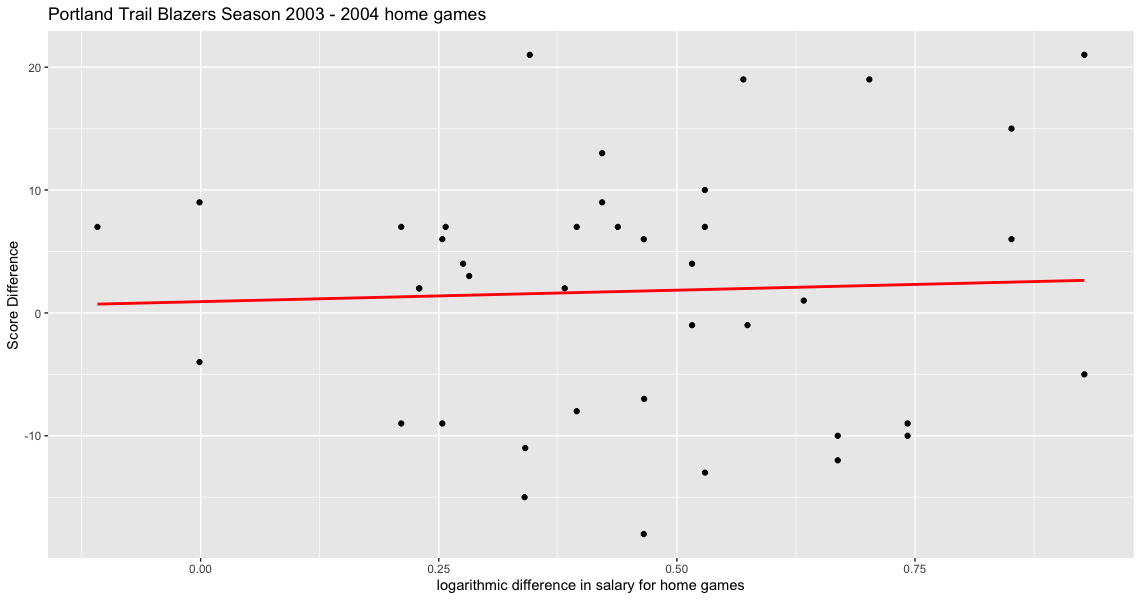 Portland Trail Blazers Season 2003 - 2004 home games
20
10
0
-10
Score Difference
0.00 0.25 0.50 0.75
logarithmic difference in salary for home games